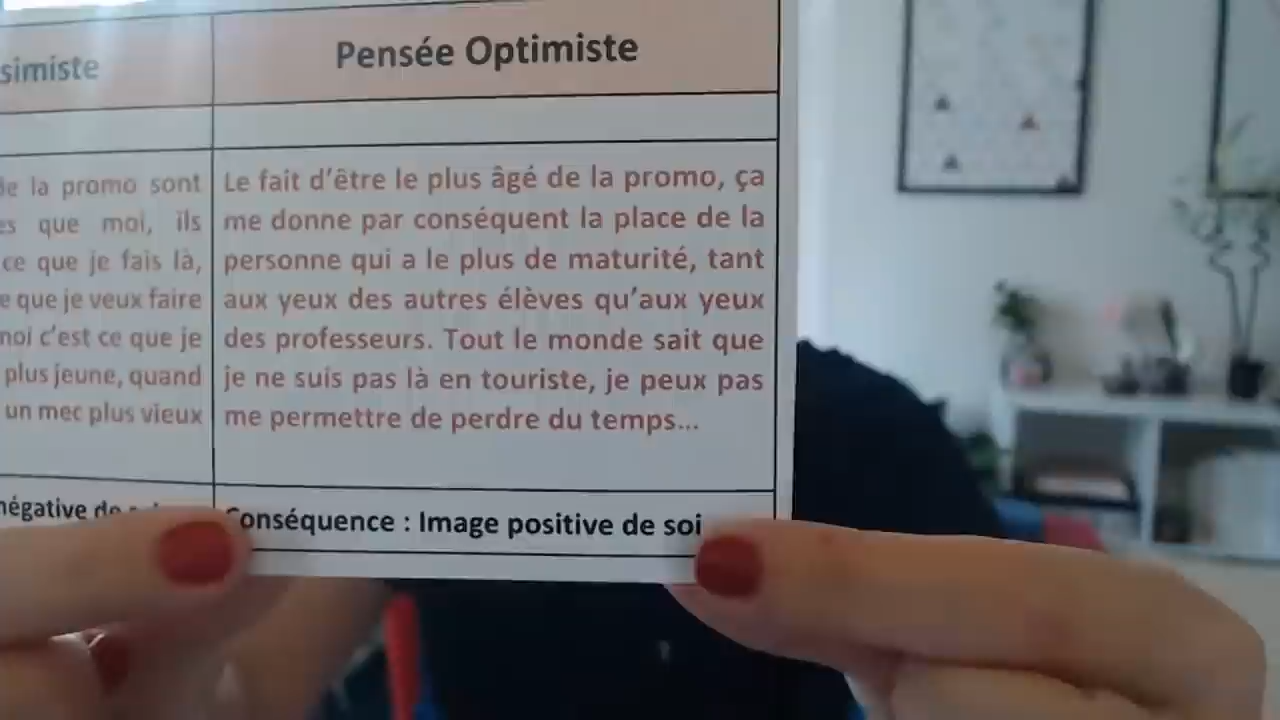 simiste
Pensée Optimiste
de la promo sont
es que moi, ils
ce que je fais là,
e que je veux faire
moi c'est ce que je
plus jeune, quand
un mec plus vieux
Le fait d'être le plus âgé de la promo, ça
me donne par conséquent la place de la
personne qui a le plus de maturité, tant
aux yeux des autres élèves qu'aux yeux
des professeurs. Tout le monde sait que
je ne suis pas là en touriste, je peux pas
me permettre de perdre du temps...
négative de
Conséquence : Image positive de soi